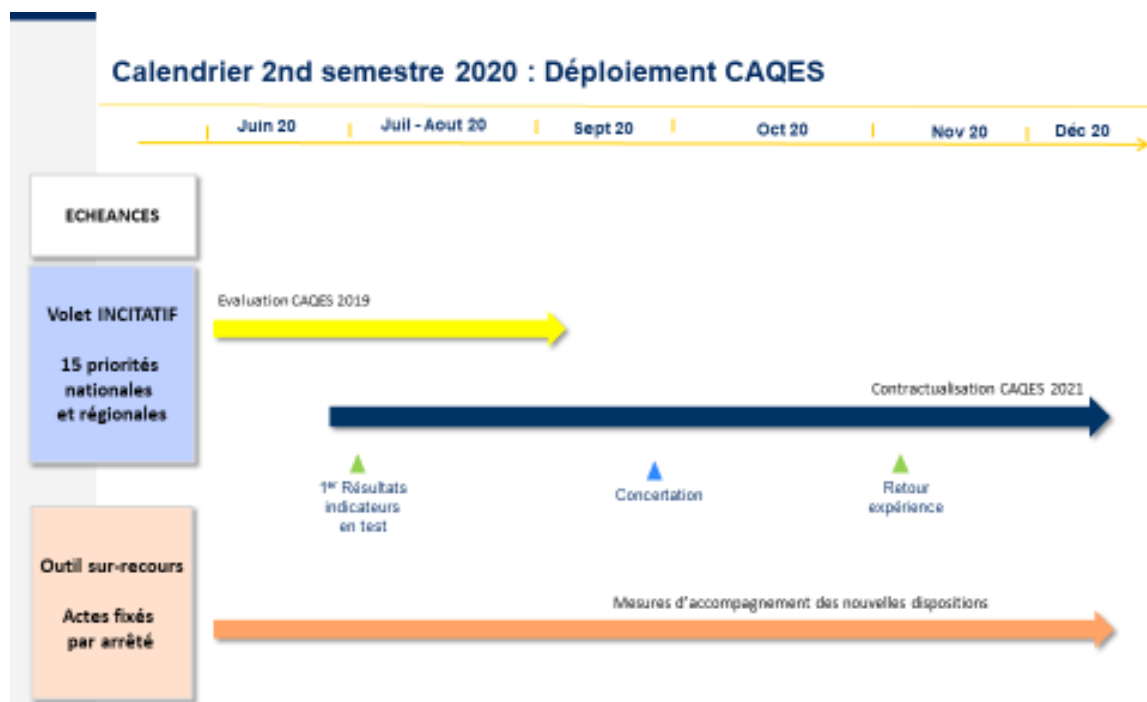 Calendrier 2nd semestre 2020 : Déploiement CAQES
Juin 20
Juil - Aout 20
Sept 20
Oct 20
Nov 20
Déc 20
ECHEANCES
Volet INCITATIF
15 priorités
nationales
et régionales
Evaluation CAQES 2019
Contractualisation CAQES 2021
1er Résultats
indicateurs
en test
Concertation
Retour
expérience
Outil sur-recours
Actes fixés
par arrêté
Mesures d'accompagnement des nouvelles dispositions